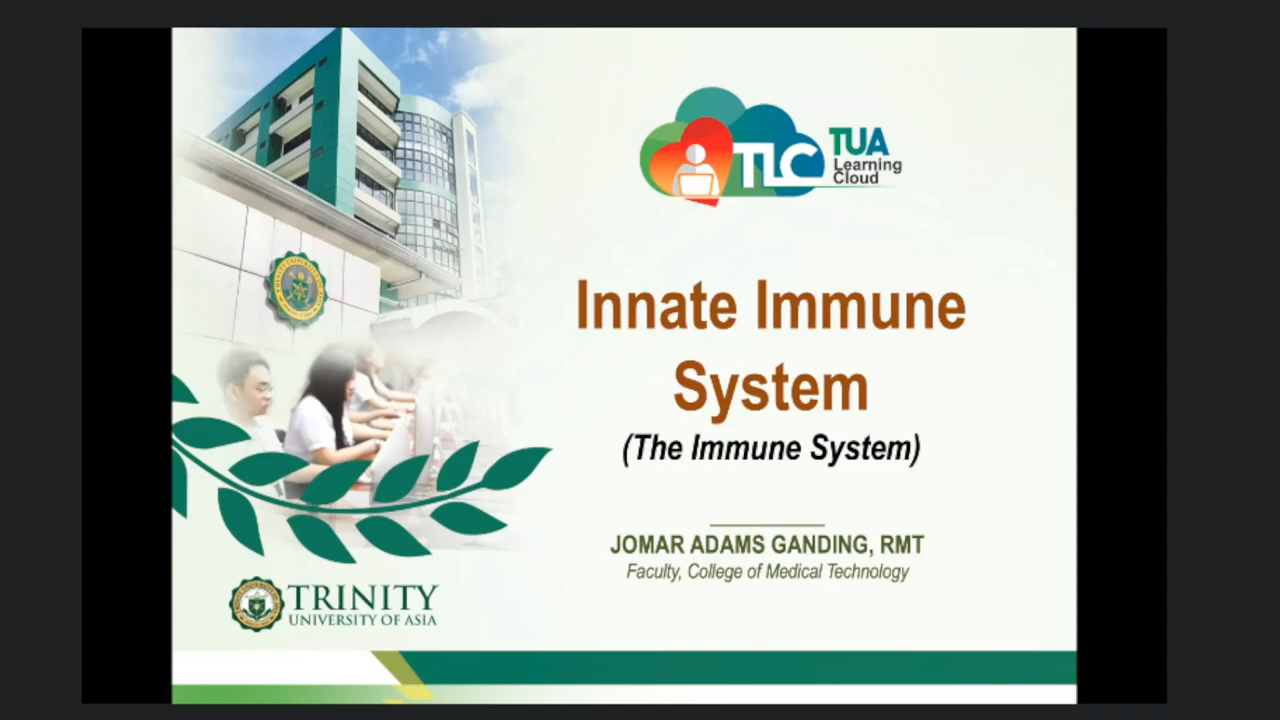 TLC
TUA
Learning
Cloud
Innate Immune
System
(The Immune System)
JOMAR ADAMS GANDING, RMT
Faculty, College of Medical Technology
TRINITY
UNIVERSITY OF ASIA